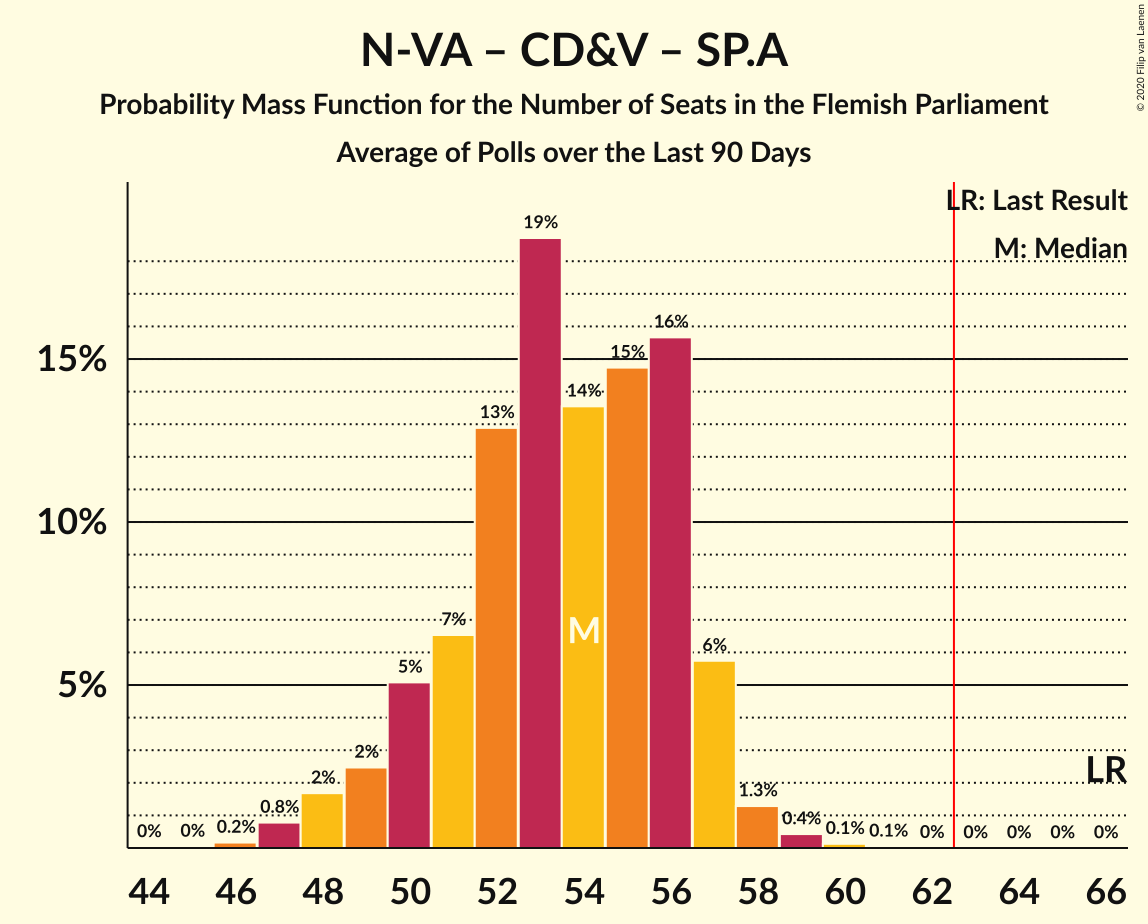 N-VA – CD&V – SP.A
Probability Mass Function for the Number of Seats in the Flemish Parliament
Average of Polls over the Last 90 Days
© 2020 Filip van Laenen
LR: Last Result
M: Median
15%
10%
5%
0% 0% 0.2% 0.8% 2% 2% 5% 7% 13% 19% 14% 15% 16% 6% 1.3% 0.4% 0.1% 0.1% 0% 0% 0% 0% 0%
M
LR
44 46 48 50 52 54 56 58 60 62 64 66